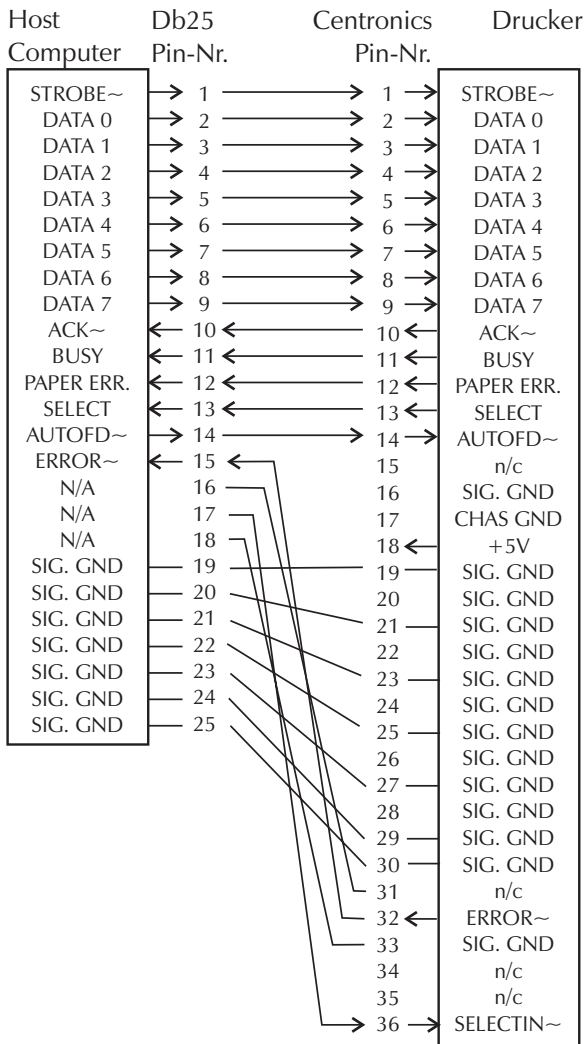 Host Db25 Centronics Drucker
Computer Pin-Nr. Pin-Nr.
STROBE~ 1 1 STROBE~
DATA 0 2 2 DATA 0
DATA 1 3 3 DATA 1
DATA 2 4 4 DATA 2
DATA 3 5 5 DATA 3
DATA 4 6 6 DATA 4
DATA 5 7 7 DATA 5
DATA 6 8 8 DATA 6
DATA 7 9 9 DATA 7
ACK~ 10 10 ACK~
BUSY 11 11 BUSY
PAPER ERR. 12 12 PAPER ERR.
SELECT 13 13 SELECT
AUTOFD~ 14 14 AUTOFD~
ERROR~ 15 15 n/c
N/A 16 16 SIG. GND
N/A 17 17 CHAS GND
N/A 18 18 +5V
SIG. GND 19 19 SIG. GND
SIG. GND 20 20 SIG. GND
SIG. GND 21 21 SIG. GND
SIG. GND 22 22 SIG. GND
SIG. GND 23 23 SIG. GND
SIG. GND 24 24 SIG. GND
SIG. GND 25 25 SIG. GND
26 SIG. GND
27 SIG. GND
28 SIG. GND
29 SIG. GND
30 SIG. GND
31 n/c
32 ERROR~
33 SIG. GND
34 n/c
35 n/c
36 SELECTIN~